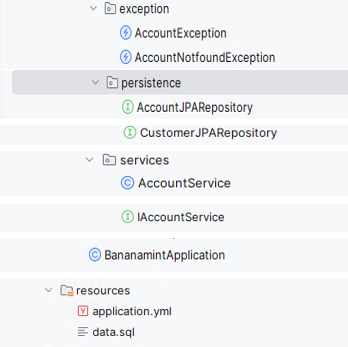 exception
AccountException
AccountNotfoundException
persistence
AccountJPARepository
CustomerJPARepository
services
AccountService
IAccountService
BananamintApplication
resources
application.yml
data.sql